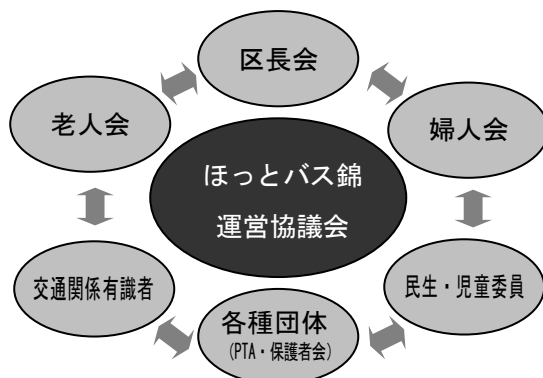 区長会
老人会
婦人会
ほっとバス錦
運営協議会
交通関係有識者
民生・児童委員
各種団体
(PTA・保護者会)